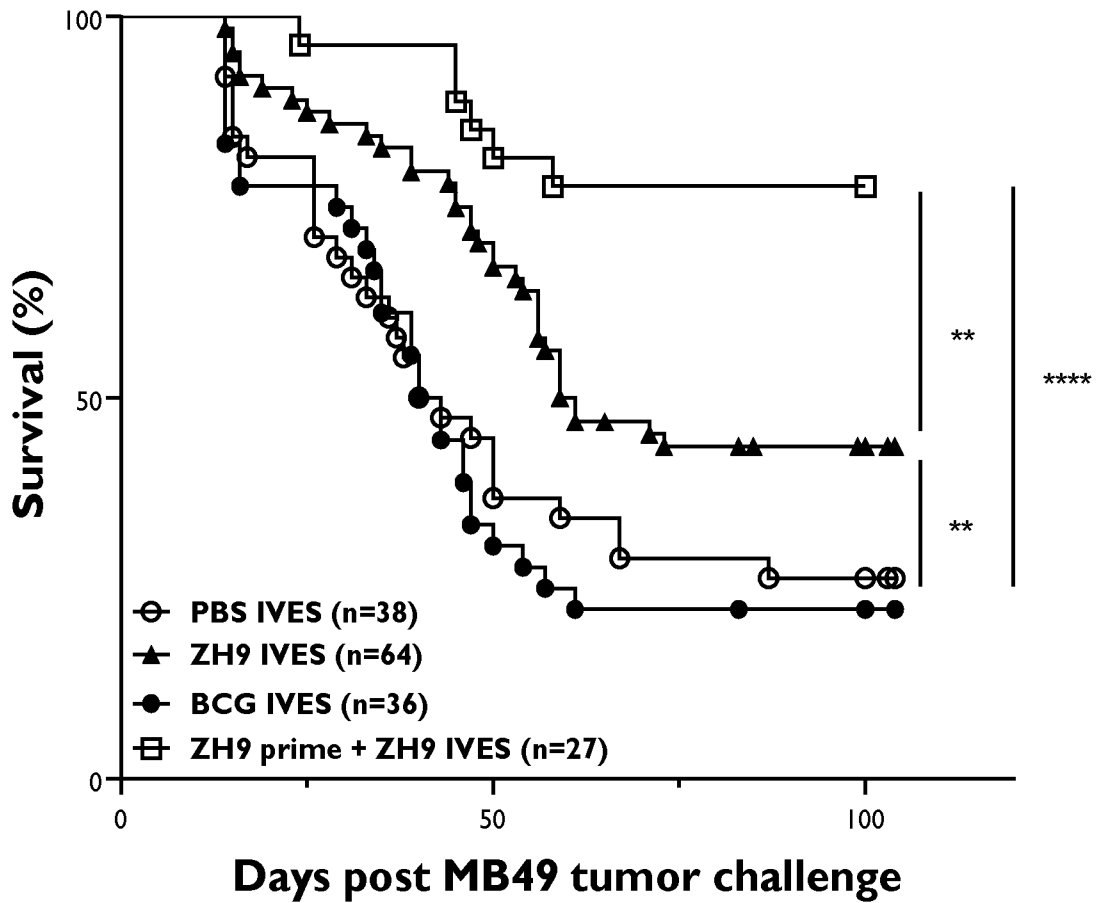 100
50
0
Survival (%)
PBS IVES (n=38)
ZH9 IVES (n=64)
BCG IVES (n=36)
ZH9 prime + ZH9 IVES (n=27)
**
****
**
0
50
100
Days post MB49 tumor challenge